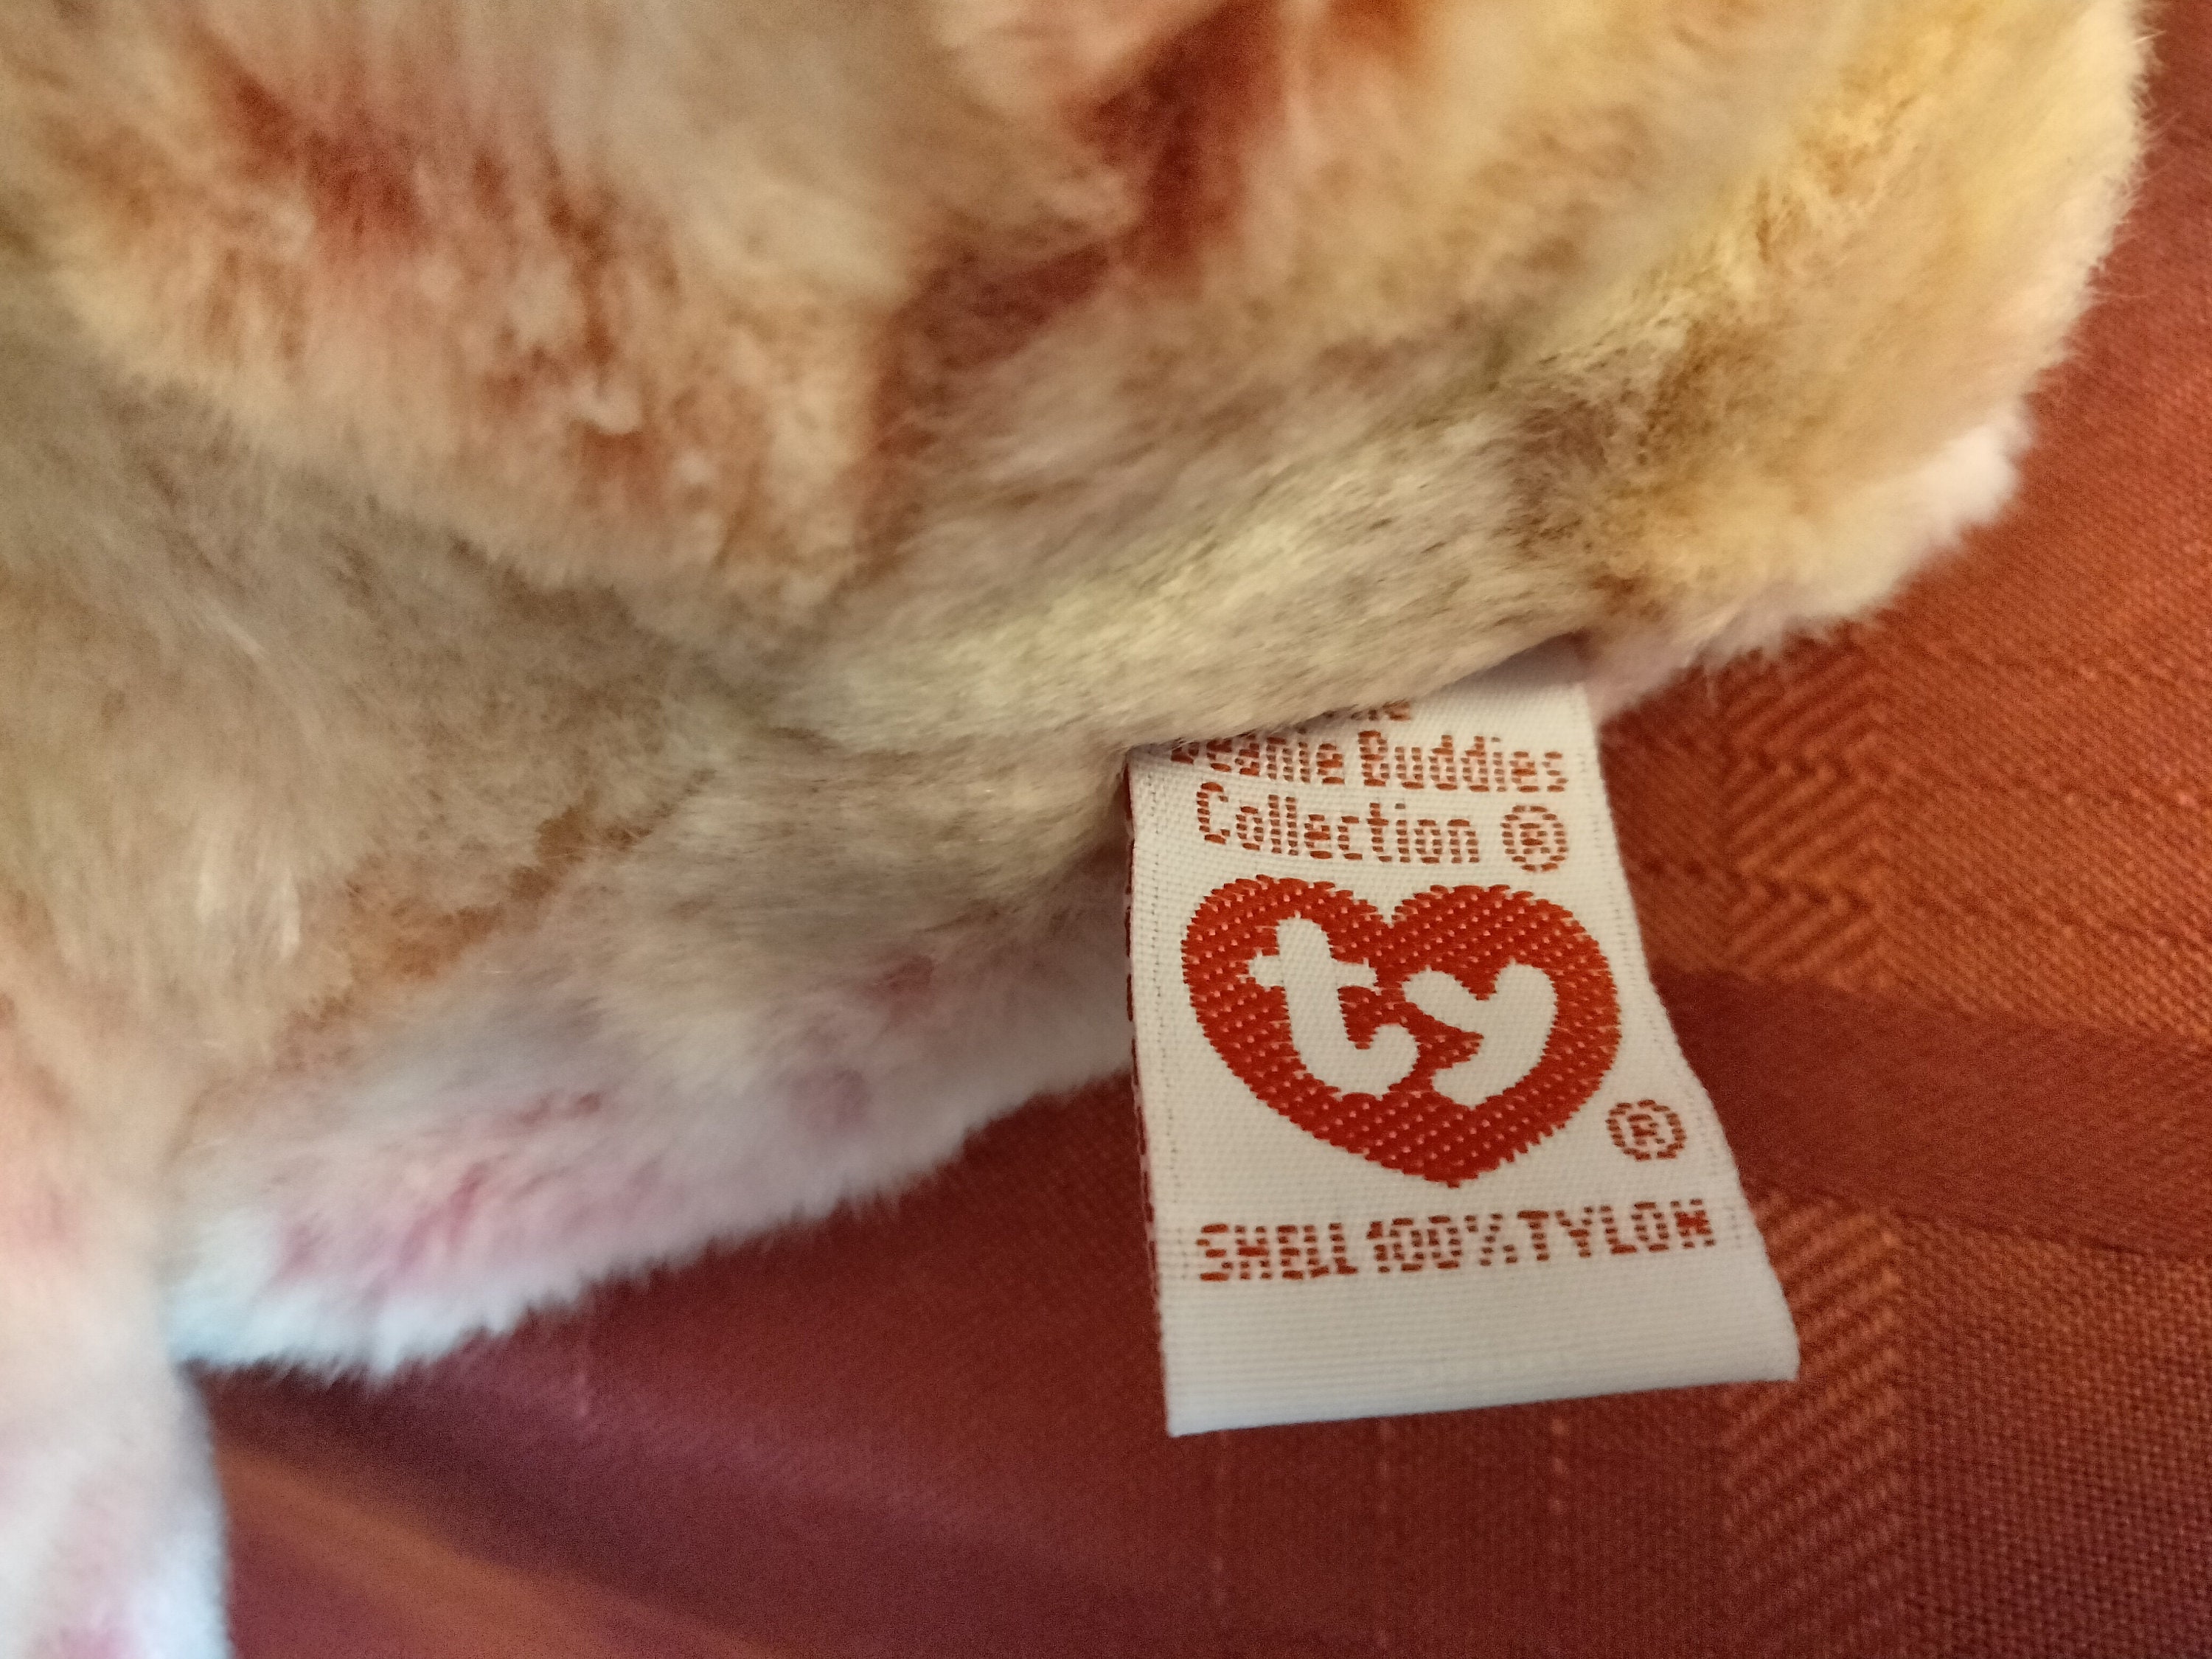 Beanie Buddies
Collection ®
ty
®
SHELL 100% TYLON